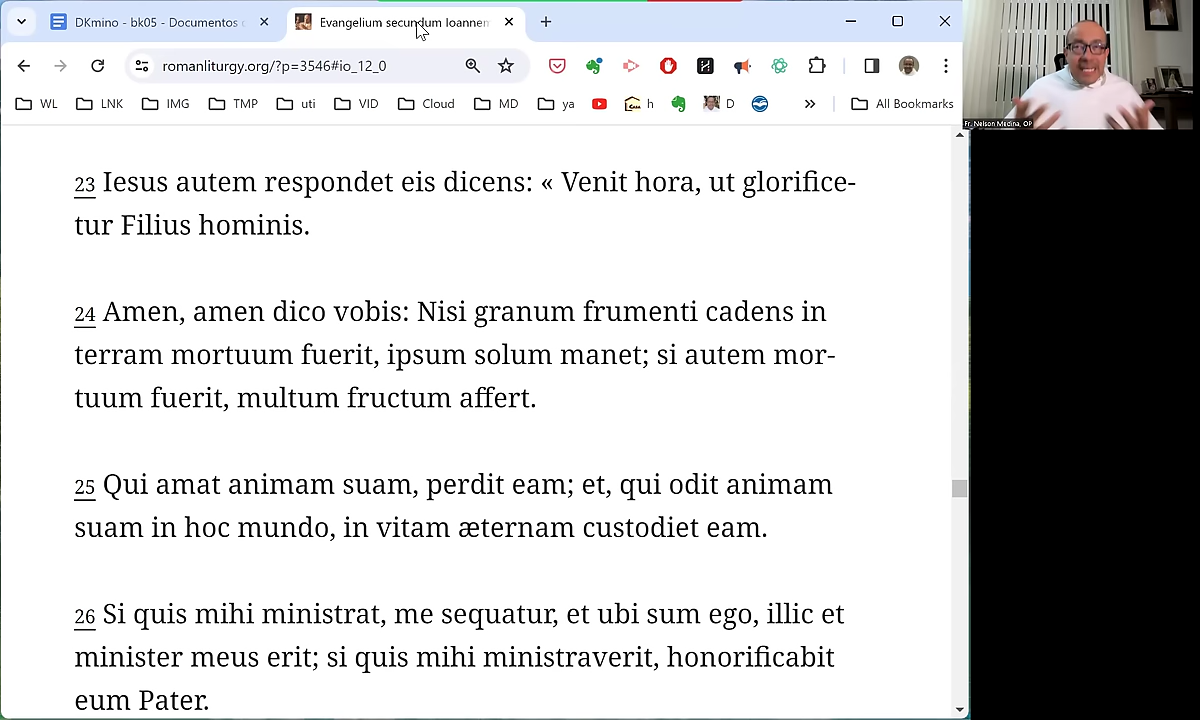 DKmino - bk05 - Documentos
Evangelium secundum Ioannem
romanliturgy.org/?p=3546#io_12_0
WL LNK IMG TMP uti VID Cloud MD ya h D » All Bookmarks
Fr. Nelson Medina, OP
23 Iesus autem respondet eis dicens: « Venit hora, ut glorifice-
tur Filius hominis.
24 Amen, amen dico vobis: Nisi granum frumenti cadens in
terram mortuum fuerit, ipsum solum manet; si autem mor-
tuum fuerit, multum fructum affert.
25 Qui amat animam suam, perdit eam; et, qui odit animam
suam in hoc mundo, in vitam æternam custodiet eam.
26 Si quis mihi ministrat, me sequatur, et ubi sum ego, illic et
minister meus erit; si quis mihi ministraverit, honorificabit
eum Pater.